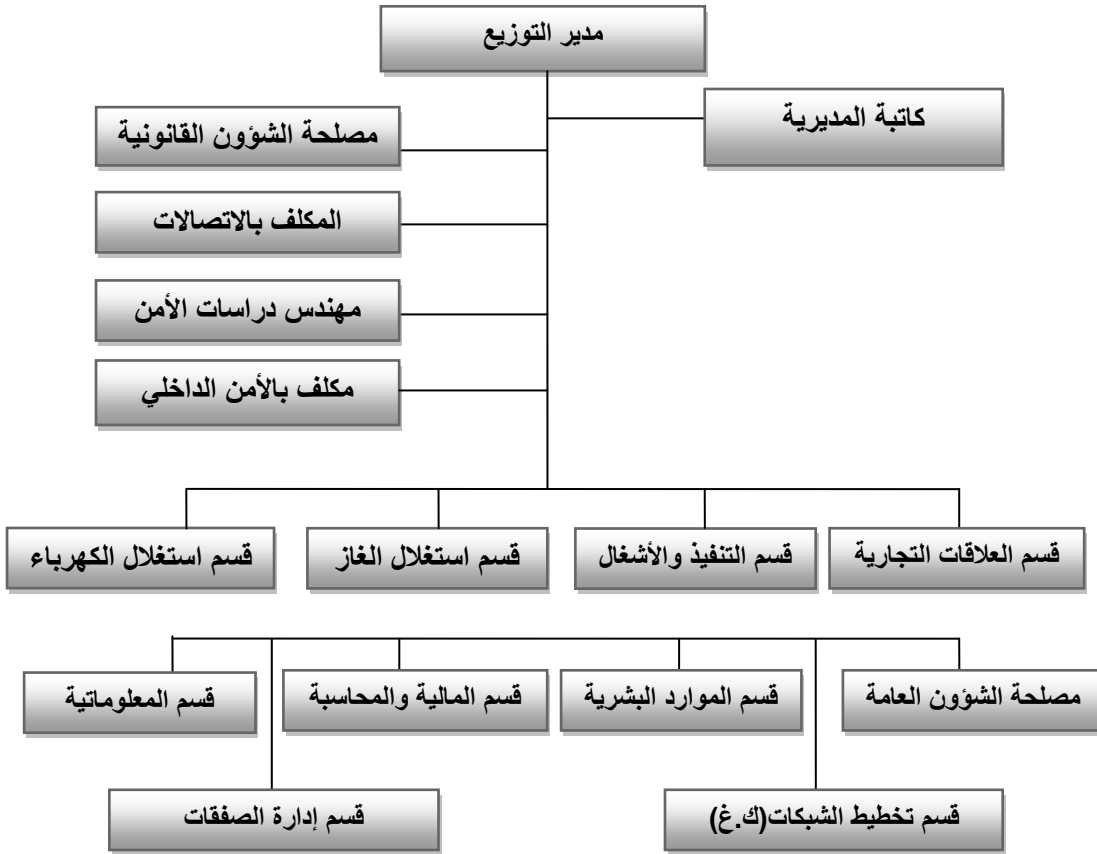 مدير التوزيع
كاتبة المديرية
مصلحة الشؤون القانونية
المكلف بالاتصالات
مهندس دراسات الأمن
مكلف بالأمن الداخلي
قسم العلاقات التجارية
قسم التنفيذ والأشغال
قسم استغلال الغاز
قسم استغلال الكهرباء
مصلحة الشؤون العامة
قسم الموارد البشرية
قسم المالية والمحاسبة
قسم المعلوماتية
قسم تخطيط الشبكات(ك.غ)
قسم إدارة الصفقات